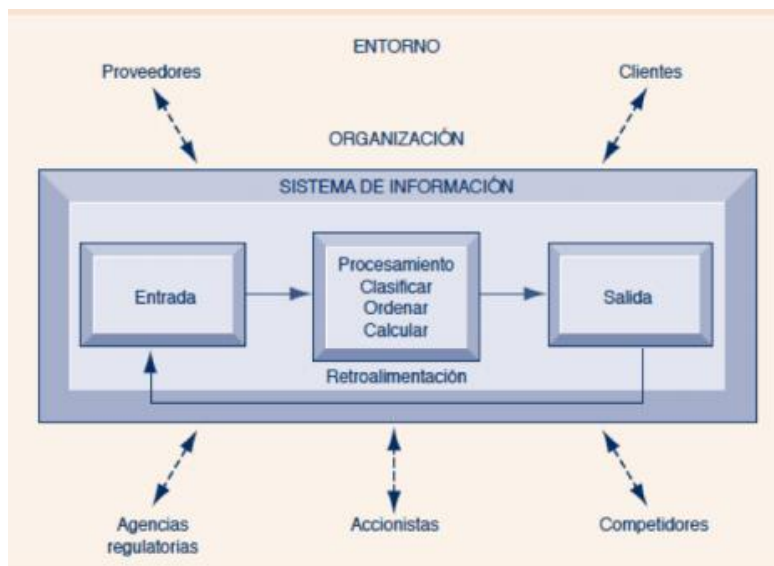 ENTORNO
Proveedores
Clientes
ORGANIZACIÓN
SISTEMA DE INFORMACIÓN
Entrada
Procesamiento
Clasificar
Ordenar
Calcular
Salida
Retroalimentación
Agencias
regulatorias
Accionistas
Competidores